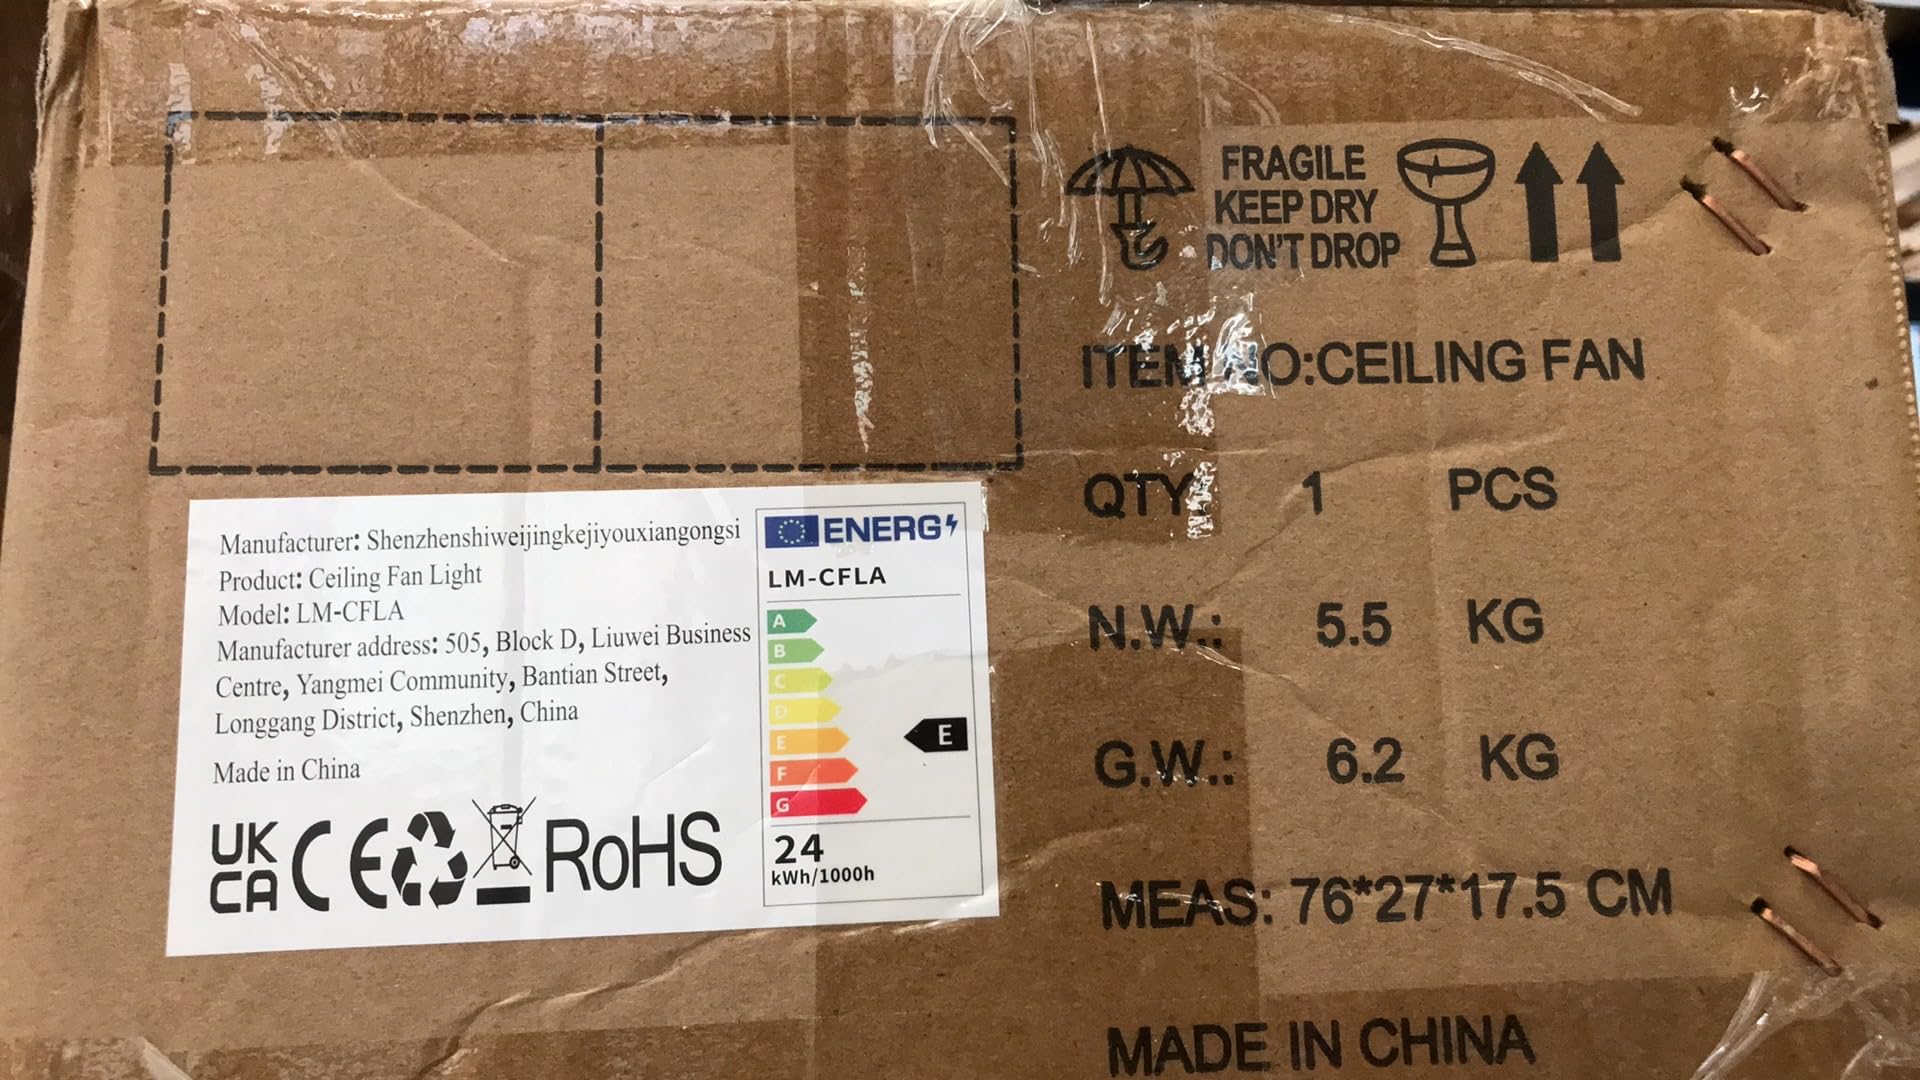 FRAGILE
KEEP DRY
DON'T DROP
ITEM NO:CEILING FAN
QTY: 1 PCS
N.W.: 5.5 KG
G.W.: 6.2 KG
MEAS: 76*27*17.5 CM
MADE IN CHINA
Manufacturer: Shenzhenshiweijingkejiyouxiangongsi
Product: Ceiling Fan Light
Model: LM-CFLA
Manufacturer address: 505, Block D, Liuwei Business
Centre, Yangmei Community, Bantian Street,
Longgang District, Shenzhen, China
Made in China
UK
CA
CE
RoHS
ENERG
LM-CFLA
A
B
C
D
E
E
F
G
24
kWh/1000h